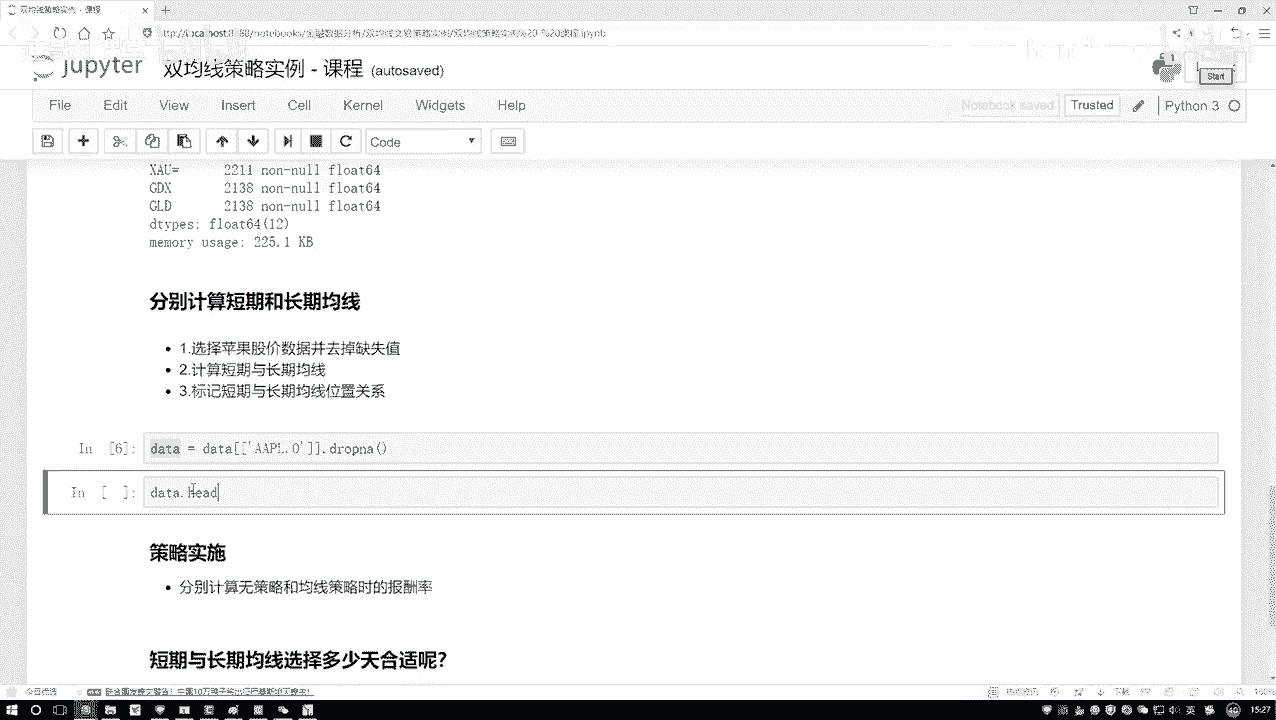 双均线策略实例 - 课程
jupyter 双均线策略实例 - 课程 (autosaved)
Start
File Edit View Insert Cell Kernel Widgets Help
Notebook saved Trusted Python 3
Code
XAU= 2211 non-null float64
GDX 2138 non-null float64
GLD 2138 non-null float64
dtypes: float64(12)
memory usage: 225.1 KB
分别计算短期和长期均线
• 1.选择苹果股价数据并去掉缺失值
• 2.计算短期与长期均线
• 3.标记短期与长期均线位置关系
In [6]: data = data[['AAPL.O']].dropna()
In [ ]: data.head
策略实施
• 分别计算无策略和均线策略时的报酬率
短期与长期均线选择多少天合适呢?
100%
英 15:27